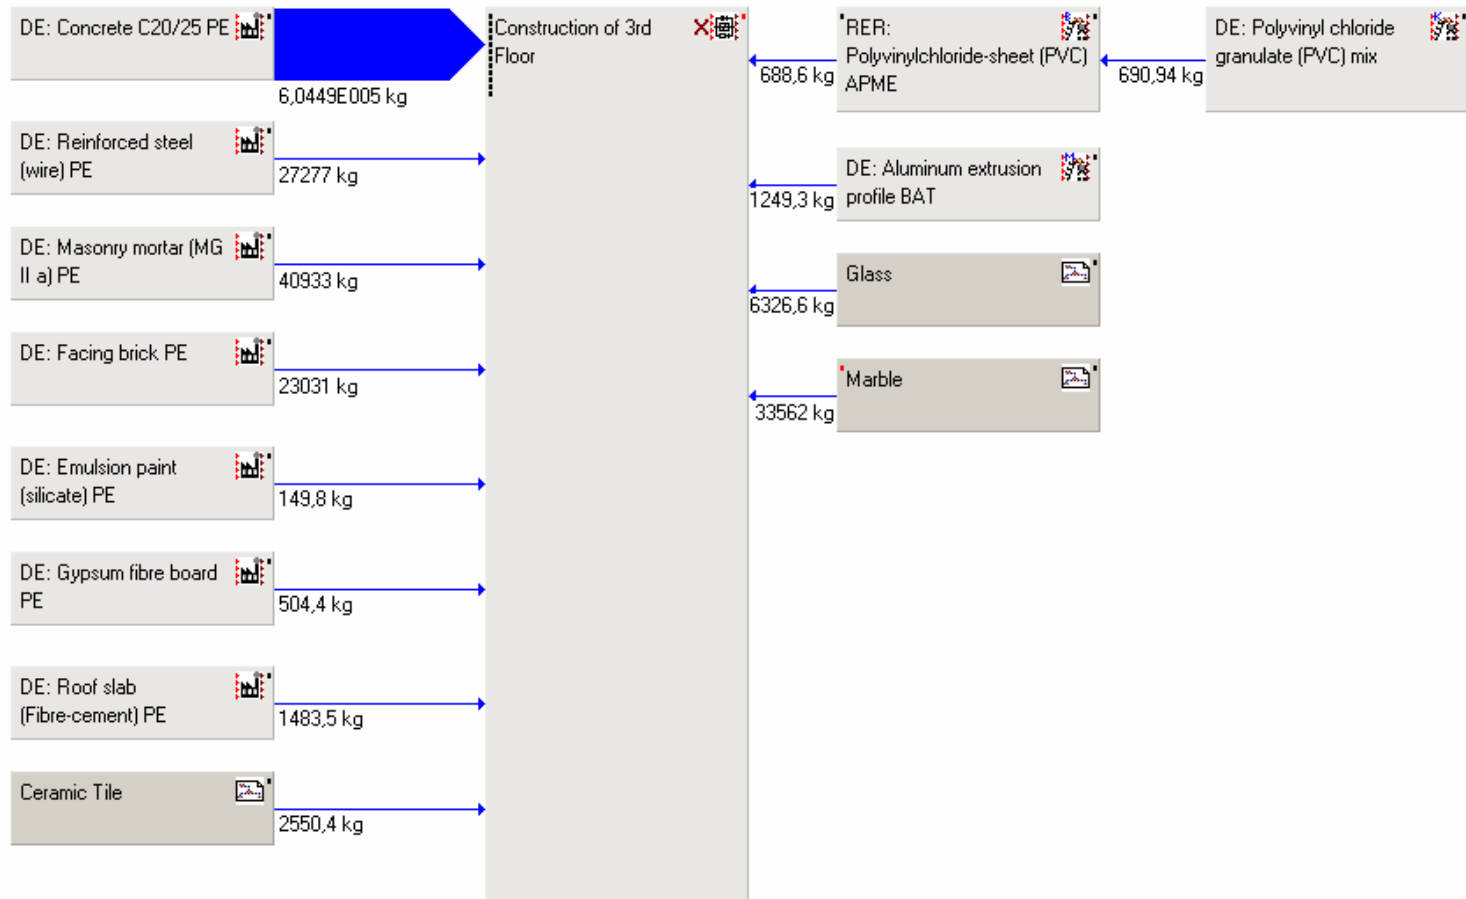 DE: Concrete C20/25 PE
6,0449E005 kg
DE: Reinforced steel
(wire) PE
27277 kg
DE: Masonry mortar (MG
II a) PE
40933 kg
DE: Facing brick PE
23031 kg
DE: Emulsion paint
(silicate) PE
149,8 kg
DE: Gypsum fibre board
PE
504,4 kg
DE: Roof slab
(Fibre-cement) PE
1483,5 kg
Ceramic Tile
2550,4 kg
Construction of 3rd
Floor
RER:
Polyvinylchloride-sheet (PVC)
APME
688,6 kg
DE: Polyvinyl chloride
granulate (PVC) mix
690,94 kg
DE: Aluminum extrusion
profile BAT
1249,3 kg
Glass
6326,6 kg
Marble
33562 kg